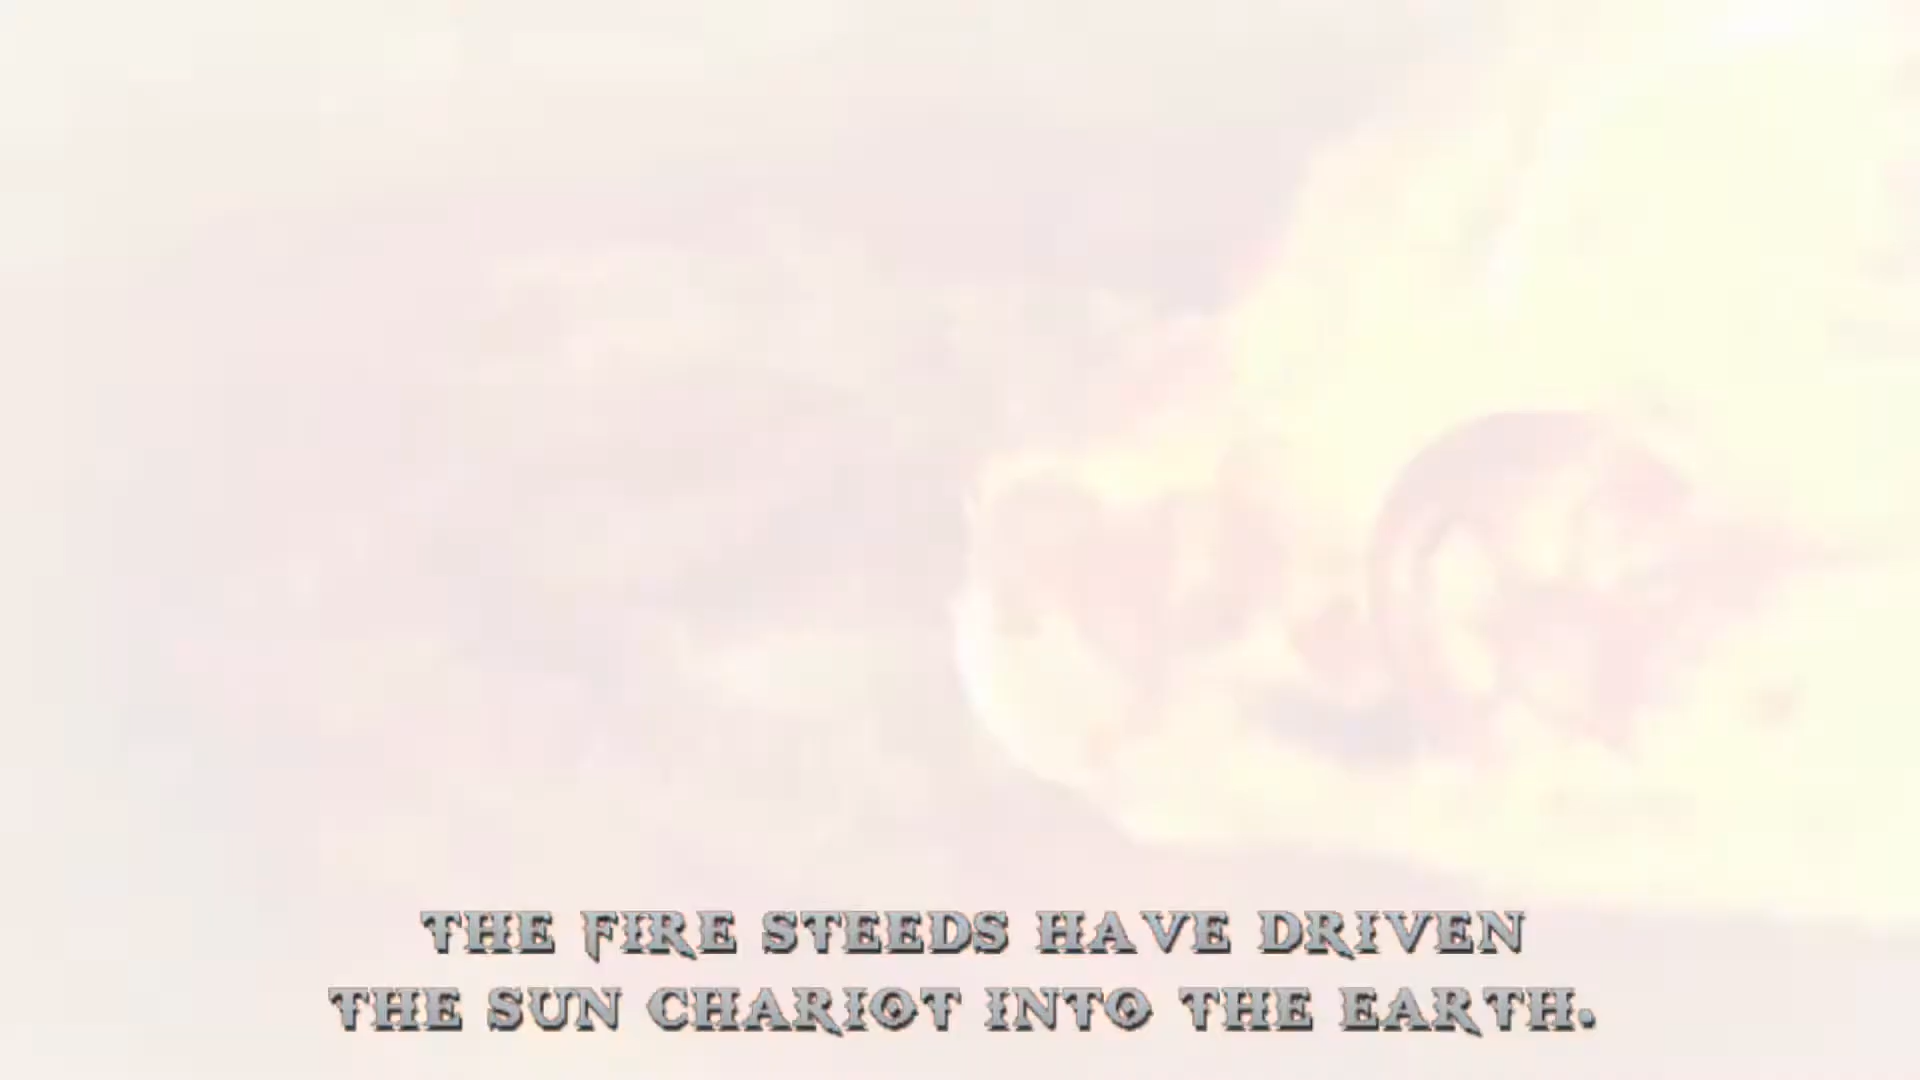 THE FIRE STEEDS HAVE DRIVEN
THE SUN CHARIOT INTO THE EARTH.